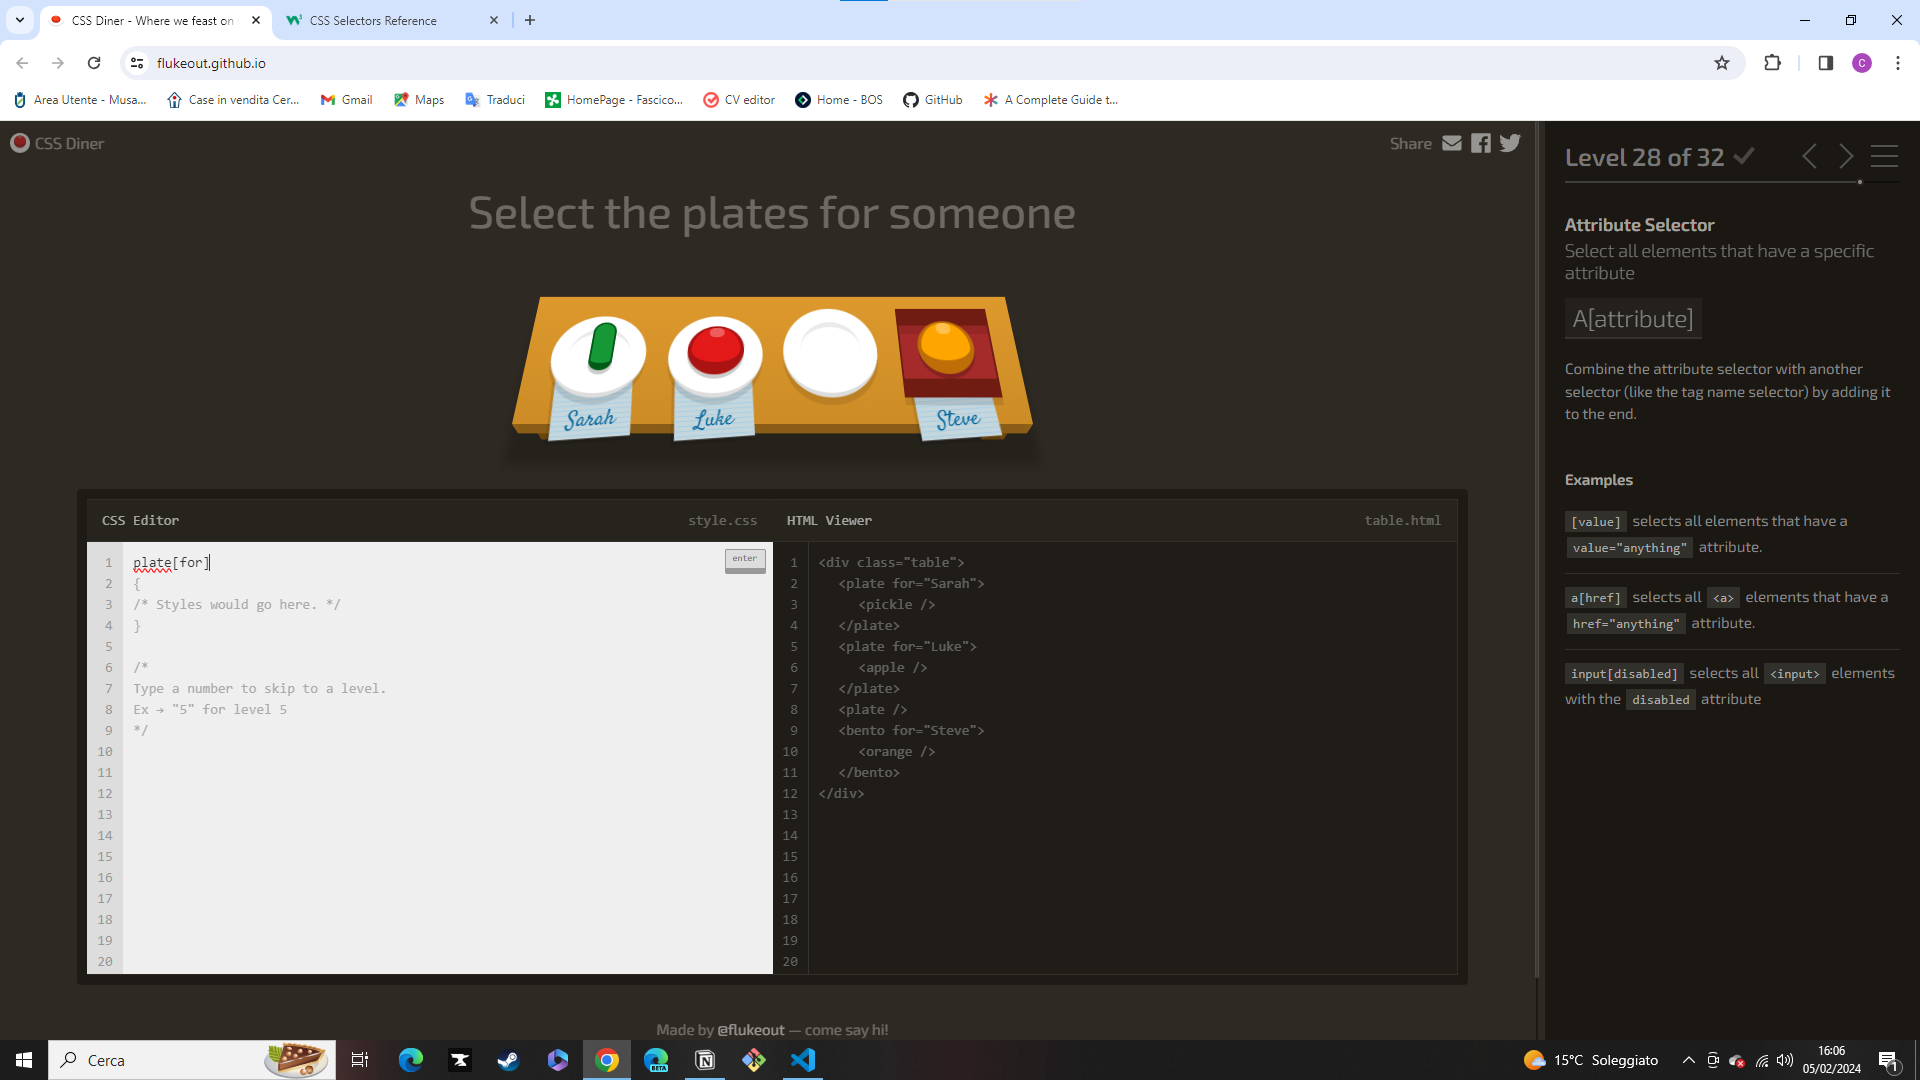 CSS Diner - Where we feast on
CSS Selectors Reference
flukeout.github.io
C
Area Utente - Musa...
Case in vendita Cer...
Gmail
Maps
Traduci
HomePage - Fascico...
CV editor
Home - BOS
GitHub
A Complete Guide t...
CSS Diner
Share
Select the plates for someone
Sarah
Luke
Steve
CSS Editor
style.css
HTML Viewer
table.html
enter
1 plate[for]
2 {
3 /* Styles would go here. */
4 }
5
6 /*
7 Type a number to skip to a level.
8 Ex → "5" for level 5
9 */
10
11
12
13
14
15
16
17
18
19
20
1 <div class="table">
2 <plate for="Sarah">
3 <pickle />
4 </plate>
5 <plate for="Luke">
6 <apple />
7 </plate>
8 <plate />
9 <bento for="Steve">
10 <orange />
11 </bento>
12 </div>
13
14
15
16
17
18
19
20
Made by @flukeout — come say hi!
Level 28 of 32
Attribute Selector
Select all elements that have a specific
attribute
A[attribute]
Combine the attribute selector with another
selector (like the tag name selector) by adding it
to the end.
Examples
[value] selects all elements that have a
value="anything" attribute.
a[href] selects all <a> elements that have a
href="anything" attribute.
input[disabled] selects all <input> elements
with the disabled attribute
Cerca
BETA
15°C Soleggiato
16:06
05/02/2024
1